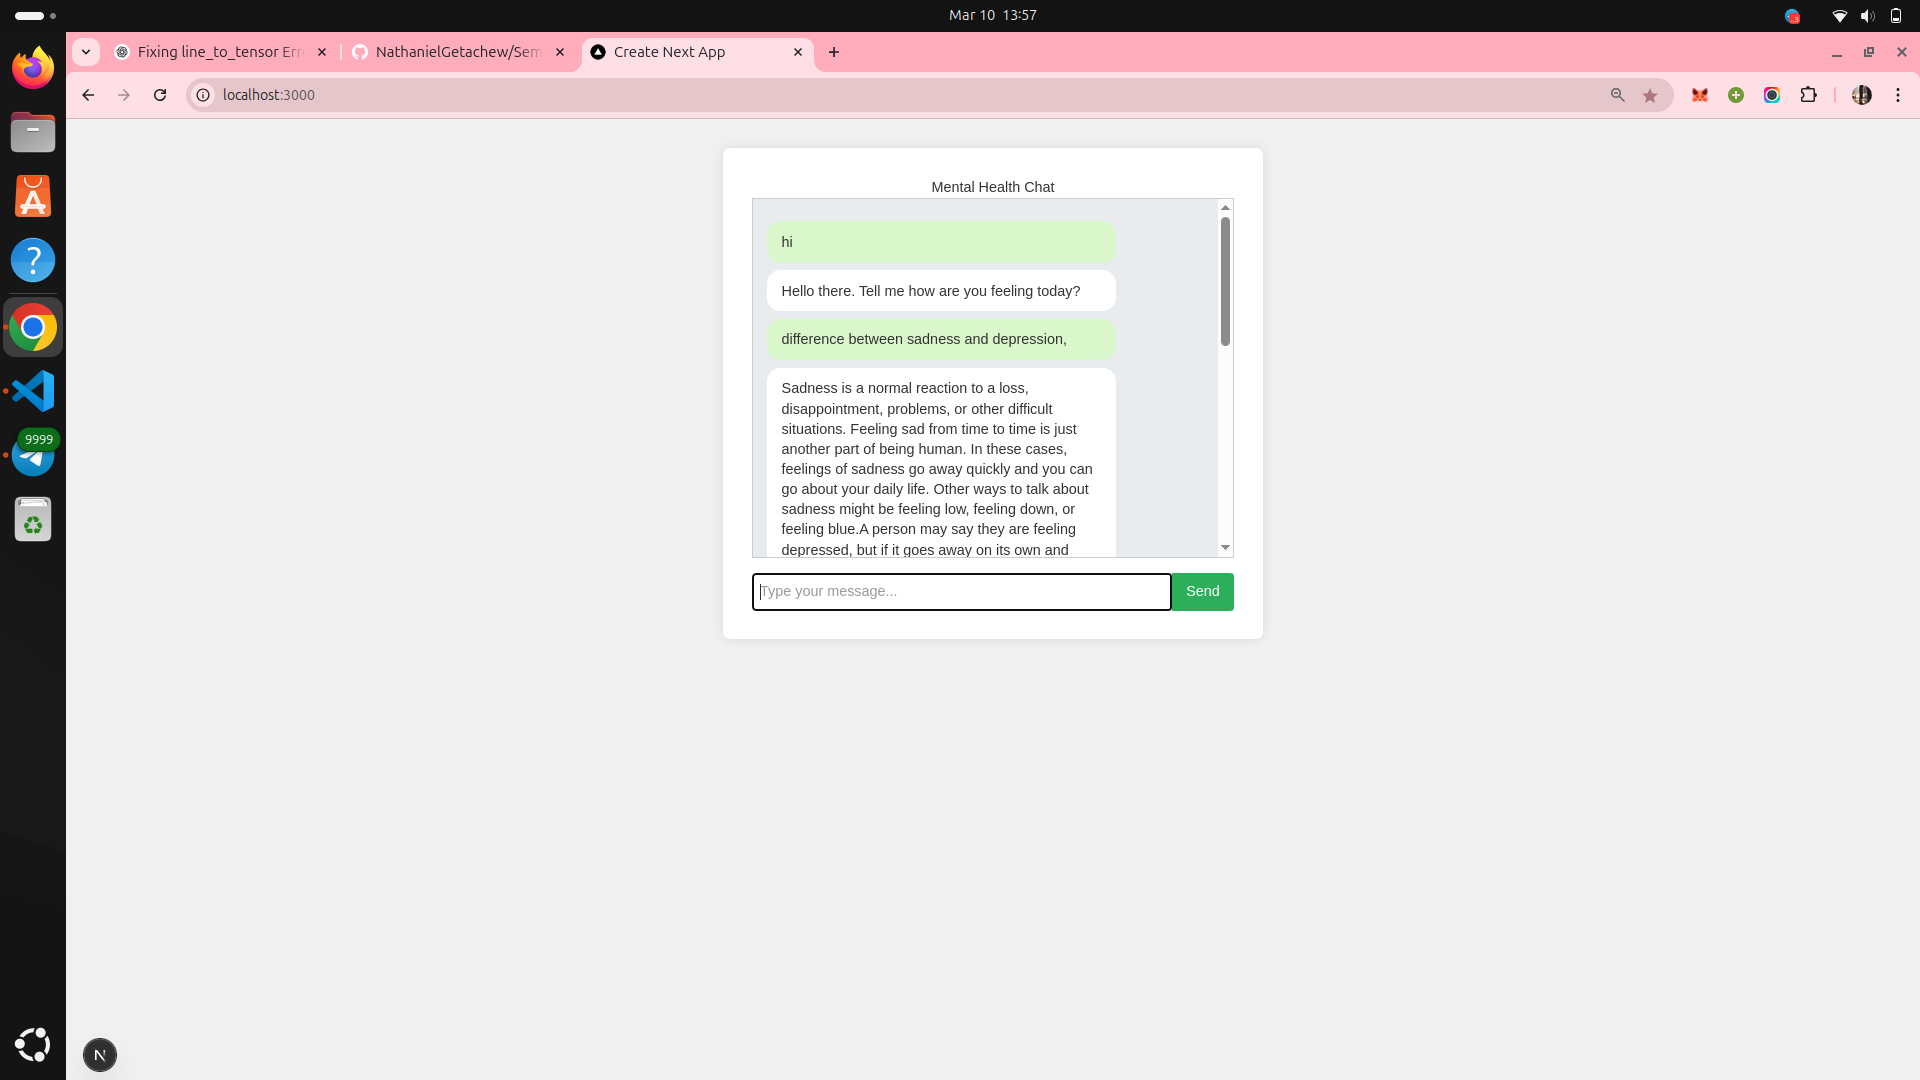 Mar 10 13:57
Fixing line_to_tensor Err
NathanielGetachew/Sem
Create Next App
localhost:3000
Mental Health Chat
hi
Hello there. Tell me how are you feeling today?
difference between sadness and depression,
Sadness is a normal reaction to a loss,
disappointment, problems, or other difficult
situations. Feeling sad from time to time is just
another part of being human. In these cases,
feelings of sadness go away quickly and you can
go about your daily life. Other ways to talk about
sadness might be feeling low, feeling down, or
feeling blue.A person may say they are feeling
depressed, but if it goes away on its own and
Type your message...
Send
9999
N